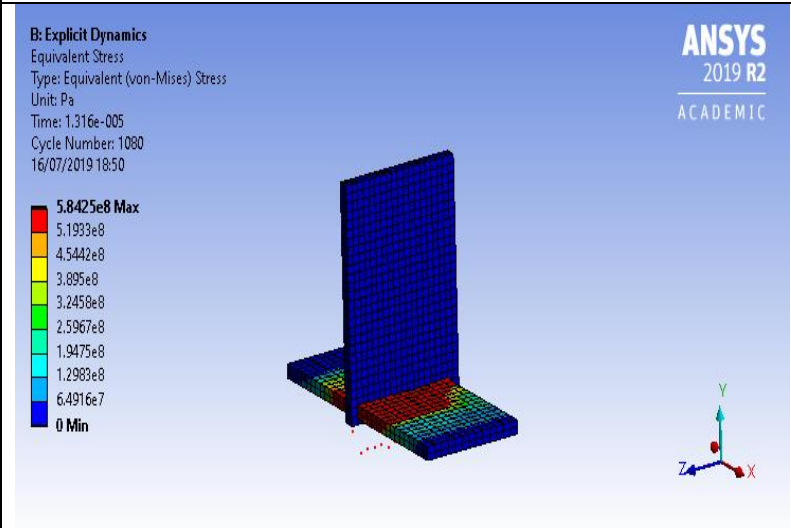 B: Explicit Dynamics
Equivalent Stress
Type: Equivalent (von-Mises) Stress
Unit: Pa
Time: 1.316e-005
Cycle Number: 1080
16/07/2019 18:50
5.8425e8 Max
5.1933e8
4.5442e8
3.895e8
3.2458e8
2.5967e8
1.9475e8
1.2983e8
6.4916e7
0 Min
ANSYS
2019 R2
ACADEMIC
Y
Z
X